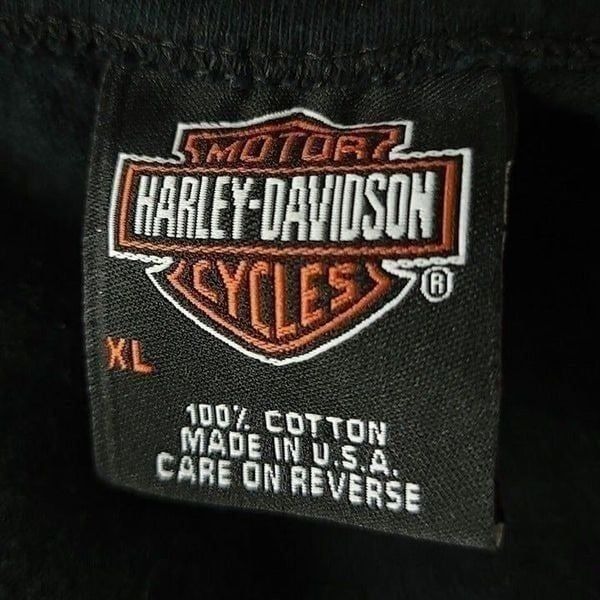 MOTOR
HARLEY-DAVIDSON
CYCLES
®
XL
100% COTTON
MADE IN U.S.A.
CARE ON REVERSE